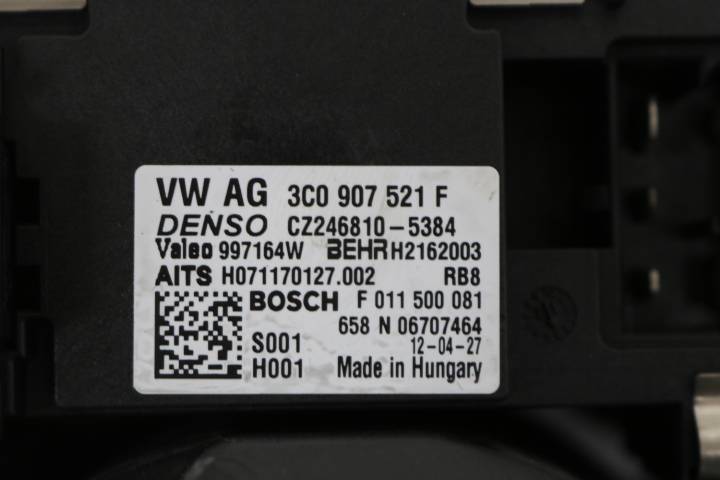 VW AG 3C0 907 521 F
DENSO CZ246810-5384
Valeo 997164W BEHR H2162003
AITS H071170127.002 RB8
BOSCH F 011 500 081
658 N 06707464
S001 12-04-27
H001 Made in Hungary